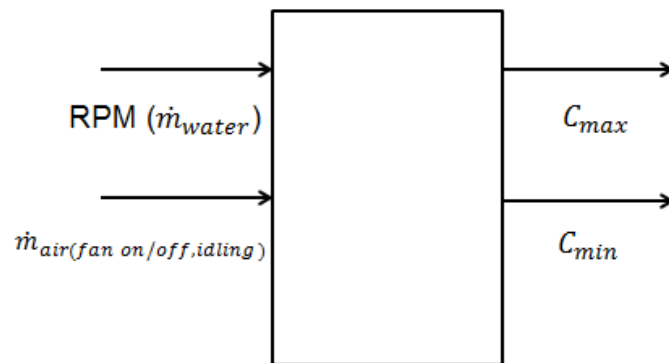 RPM (ṁwater)
Cmax
ṁair(fan on/off,idling)
Cmin